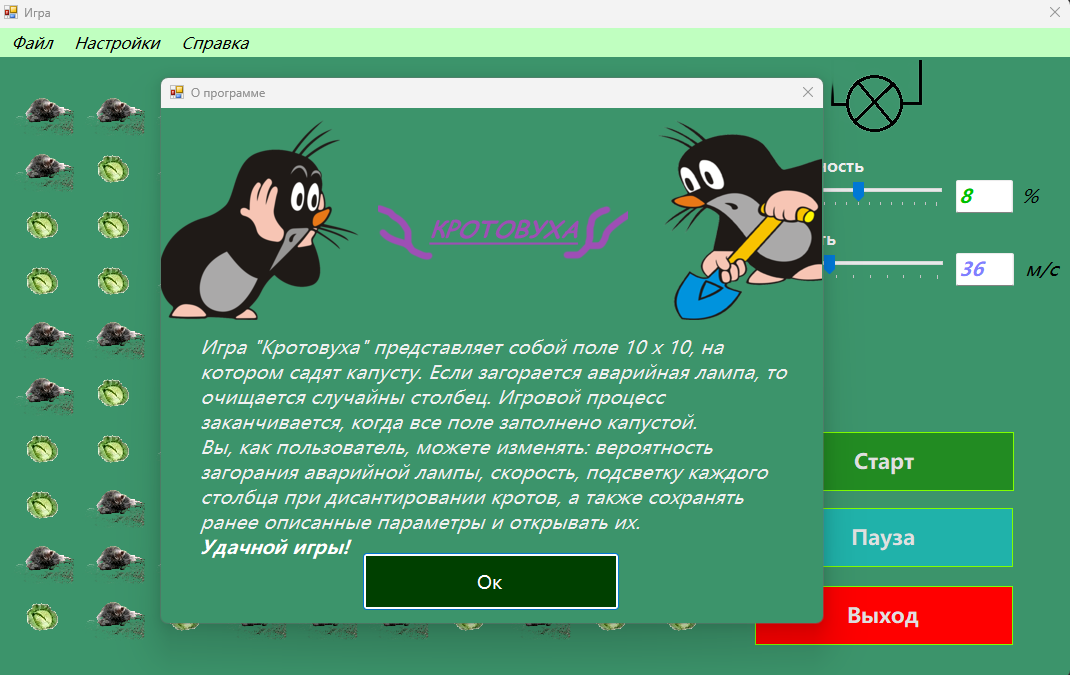 Игра
Файл Настройки Справка
О программе
КРОТОВУХА
Игра "Кротовуха" представляет собой поле 10 x 10, на
котором садят капусту. Если загорается аварийная лампа, то
очищается случайны столбец. Игровой процесс
заканчивается, когда все поле заполнено капустой.
Вы, как пользователь, можете изменять: вероятность
загорания аварийной лампы, скорость, подсветку каждого
столбца при дисантировании кротов, а также сохранять
ранее описанные параметры и открывать их.
Удачной игры!
Ок
8 %
36 м/с
Старт
Пауза
Выход